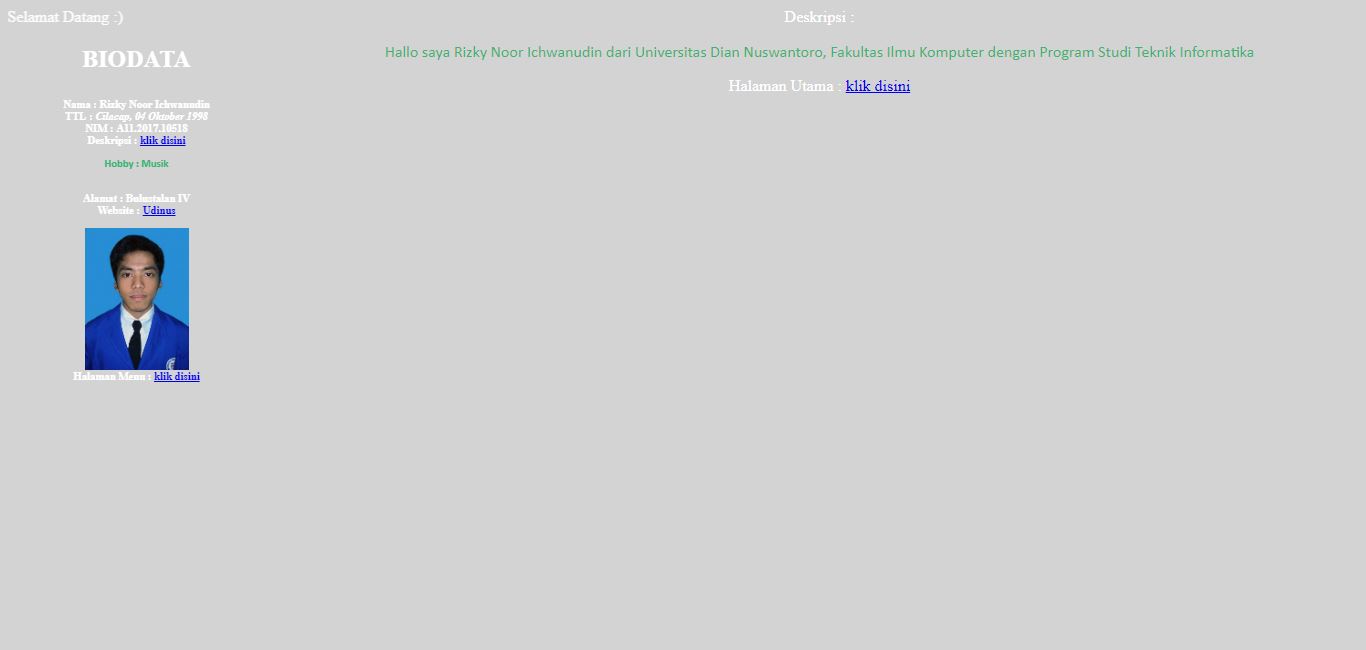 Selamat Datang :)
BIODATA
Nama : Rizky Noor Ichwanudin
TTL : Cilacap, 04 Oktober 1998
NIM : A11.2017.10518
Deskripsi : klik disini
Hobby : Musik
Alamat : Bulustalan IV
Website : Udinus
Halaman Menu : klik disini
Deskripsi :
Hallo saya Rizky Noor Ichwanudin dari Universitas Dian Nuswantoro, Fakultas Ilmu Komputer dengan Program Studi Teknik Informatika
Halaman Utama : klik disini